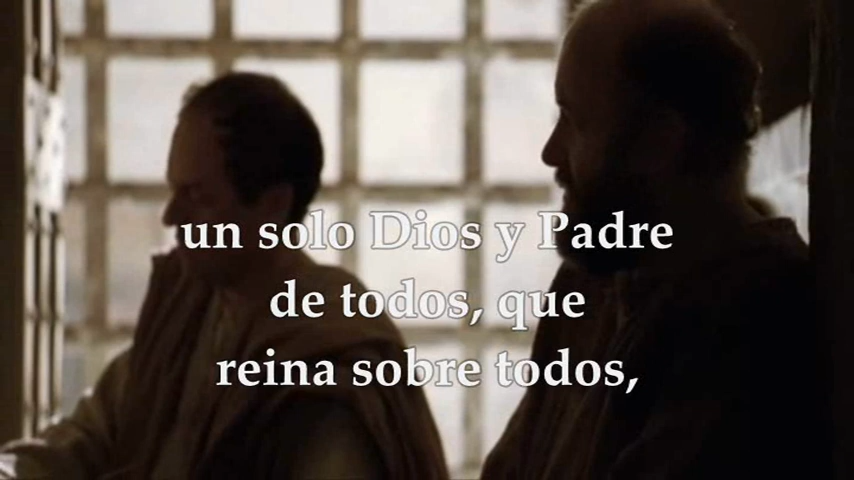 un solo Dios y Padre
de todos, que
reina sobre todos,